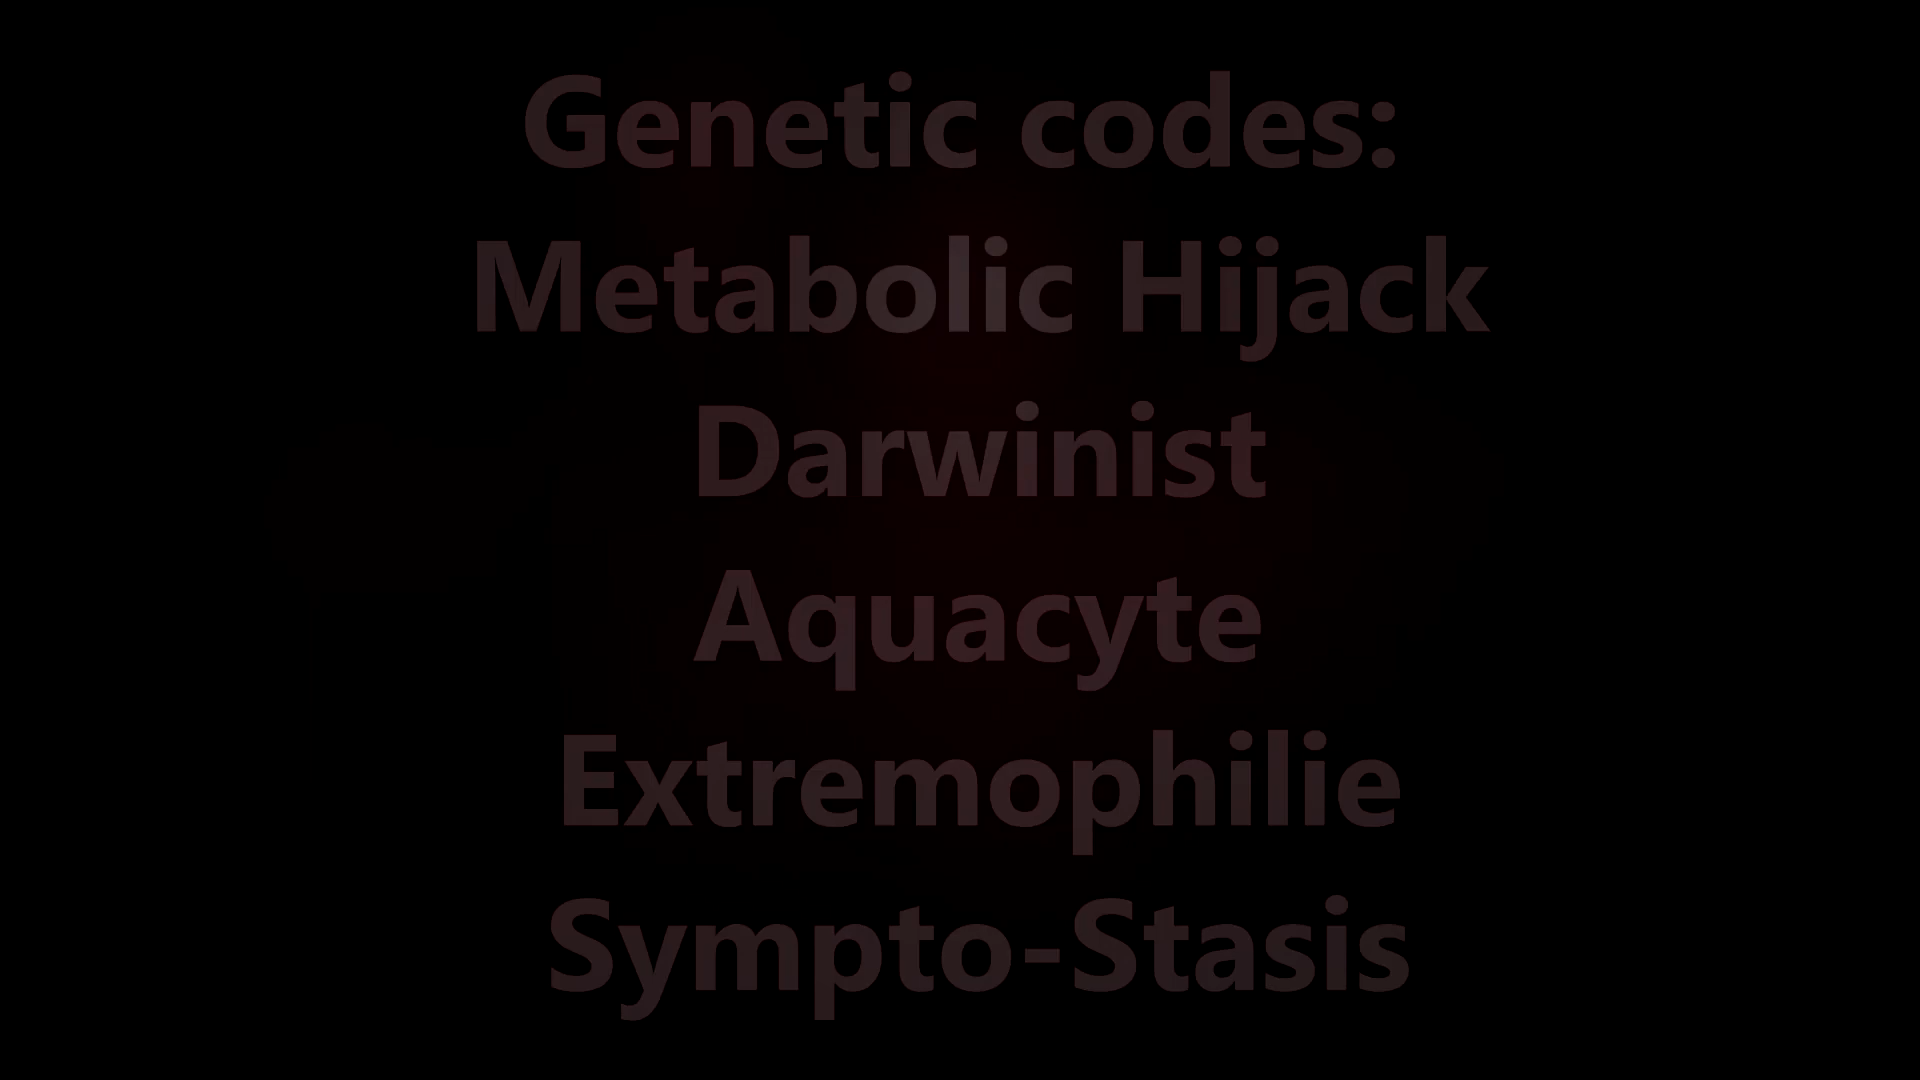 Genetic codes:
Metabolic Hijack
Darwinist
Aquacyte
Extremophilie
Sympto-Stasis